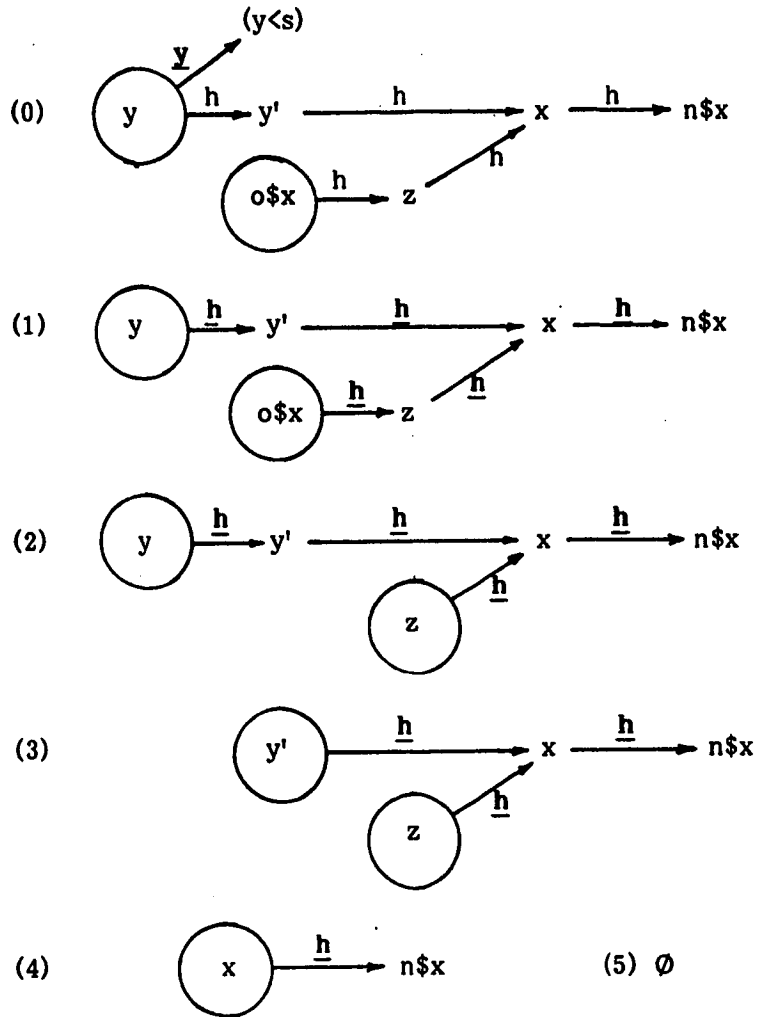 (y<s)
y
(0) y h y' h x h n$x
o$x h z h
(1) y h y' h x h n$x
o$x h z h
(2) y h y' h x h n$x
z h
(3) y' h x h n$x
z h
(4) x h n$x (5) Ø